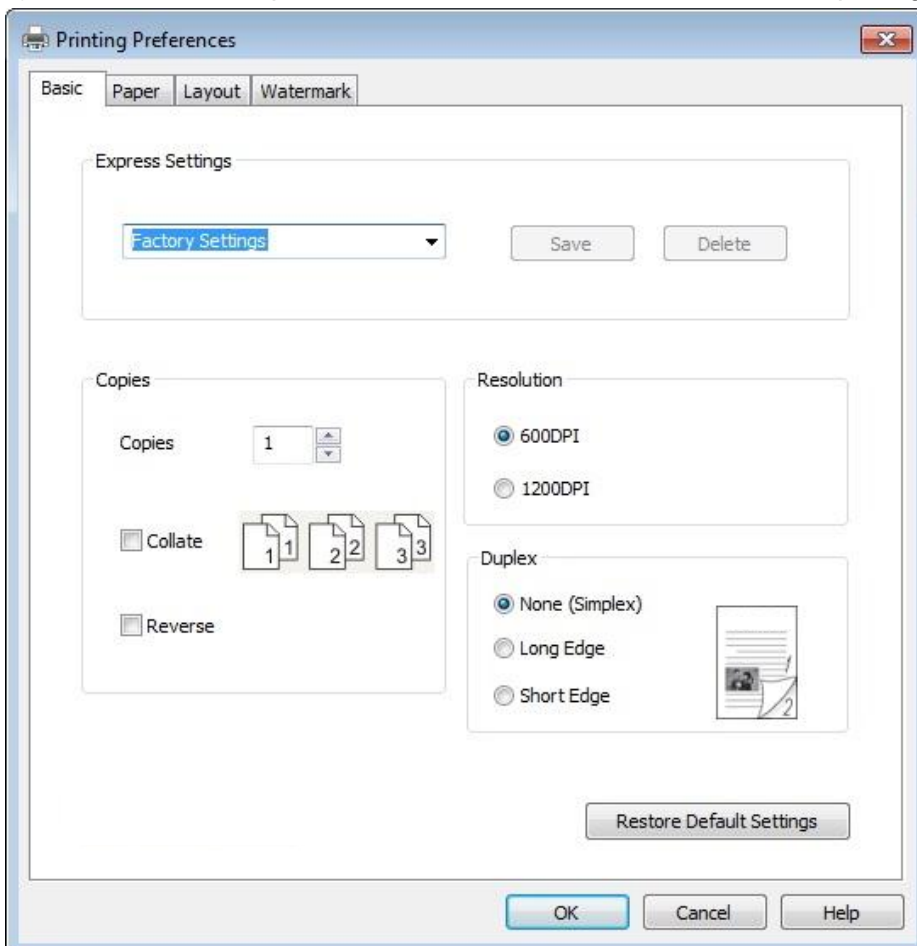 Printing Preferences
Basic Paper Layout Watermark
Express Settings
Factory Settings Save Delete
Copies
Copies 1
Collate 1 1 2 2 3 3
Reverse
Resolution
600DPI
1200DPI
Duplex
None (Simplex)
Long Edge
Short Edge
1
2
Restore Default Settings
OK Cancel Help